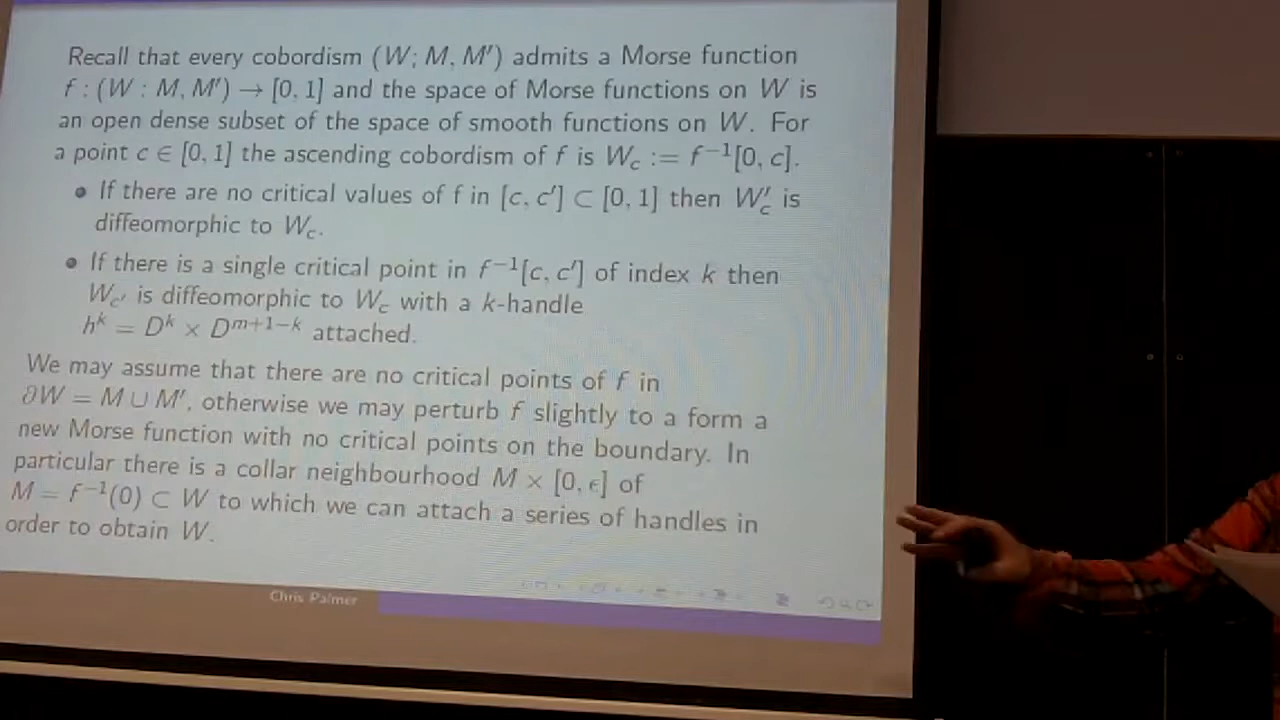 Recall that every cobordism (W; M, M′) admits a Morse function
f : (W : M, M′) → [0, 1] and the space of Morse functions on W is
an open dense subset of the space of smooth functions on W. For
a point c ∈ [0, 1] the ascending cobordism of f is W_c := f⁻¹[0, c].
• If there are no critical values of f in [c, c′] ⊂ [0, 1] then W′_c is
diffeomorphic to W_c.
• If there is a single critical point in f⁻¹[c, c′] of index k then
W_c′ is diffeomorphic to W_c with a k-handle
h^k = D^k × D^{m+1−k} attached.
We may assume that there are no critical points of f in
∂W = M ∪ M′, otherwise we may perturb f slightly to a form a
new Morse function with no critical points on the boundary. In
particular there is a collar neighbourhood M × [0, ϵ] of
M = f⁻¹(0) ⊂ W to which we can attach a series of handles in
order to obtain W.
Chris Palmer